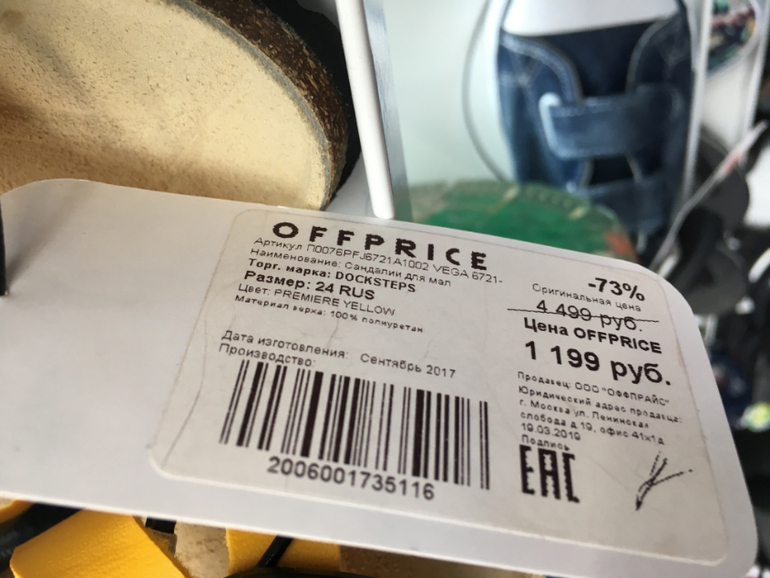 OFFPRICE
Артикул П0076PFJ6721A1002 VEGA 6721-
Наименование: Сандалии для мал
Торг. марка: DOCKSTEPS
Размер: 24 RUS
Цвет: PREMIERE YELLOW
Материал верха: 100% полиуретан
Дата изготовления: Сентябрь 2017
Производство:
2006001735116
-73%
Оригинальная цена
4 499 руб.
Цена OFFPRICE
1 199 руб.
Продавец: ООО "ОФФПРАЙС"
Юридический адрес продавца:
г. Москва ул. Ленинская
слобода д 19, офис 41х1д
19.03.2019
Подпись
EAC